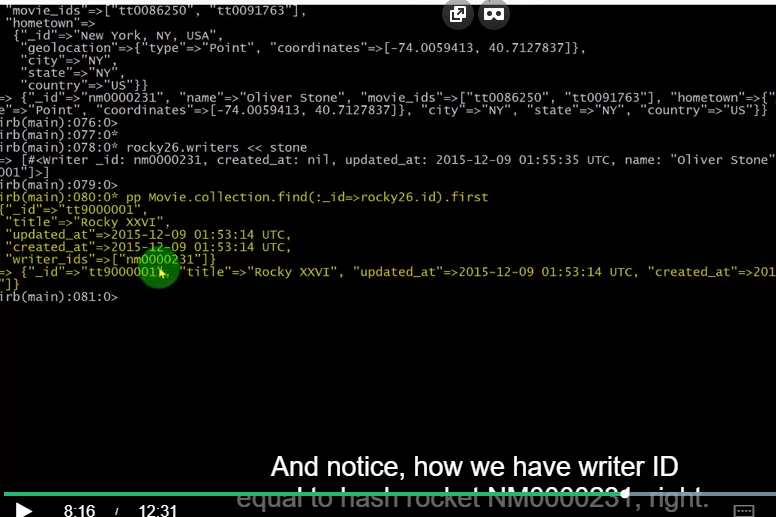 "movie_ids"=>["tt0086250", "tt0091763"],
"hometown"=>
{"_id"=>"New York, NY, USA",
"geolocation"=>{"type"=>"Point", "coordinates"=>[-74.0059413, 40.7127837]},
"city"=>"NY",
"state"=>"NY",
"country"=>"US"}}
=> {"_id"=>"nm0000231", "name"=>"Oliver Stone", "movie_ids"=>["tt0086250", "tt0091763"], "hometown"=>{"
e"=>"Point", "coordinates"=>[-74.0059413, 40.7127837]}, "city"=>"NY", "state"=>"NY", "country"=>"US"}}
irb(main):076:0>
irb(main):077:0*
irb(main):078:0* rocky26.writers << stone
=> [#<Writer _id: nm0000231, created_at: nil, updated_at: 2015-12-09 01:55:35 UTC, name: "Oliver Stone"
001"]>]
irb(main):079:0>
irb(main):080:0* pp Movie.collection.find(:_id=>rocky26.id).first
{"_id"=>"tt9000001",
"title"=>"Rocky XXVI",
"updated_at"=>2015-12-09 01:53:14 UTC,
"created_at"=>2015-12-09 01:53:14 UTC,
"writer_ids"=>["nm0000231"]}
=> {"_id"=>"tt9000001", "title"=>"Rocky XXVI", "updated_at"=>2015-12-09 01:53:14 UTC, "created_at"=>201
"]}
irb(main):081:0>
And notice, how we have writer ID
equal to hash rocket NM0000231, right.
8:16 / 12:31